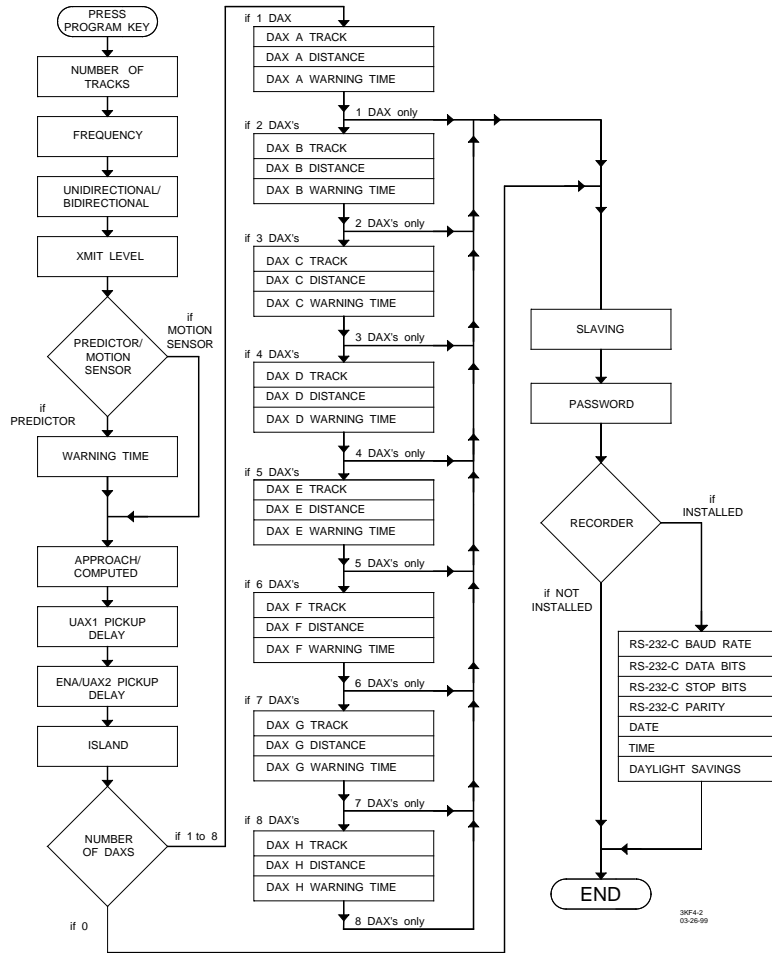 PRESS
PROGRAM KEY
NUMBER OF
TRACKS
FREQUENCY
UNIDIRECTIONAL/
BIDIRECTIONAL
XMIT LEVEL
PREDICTOR/
MOTION
SENSOR
if
MOTION
SENSOR
if
PREDICTOR
WARNING TIME
APPROACH/
COMPUTED
UAX1 PICKUP
DELAY
ENA/UAX2 PICKUP
DELAY
ISLAND
NUMBER
OF DAXS
if 1 to 8
if 0
if 1 DAX
DAX A TRACK
DAX A DISTANCE
DAX A WARNING TIME
1 DAX only
if 2 DAX's
DAX B TRACK
DAX B DISTANCE
DAX B WARNING TIME
2 DAX's only
if 3 DAX's
DAX C TRACK
DAX C DISTANCE
DAX C WARNING TIME
3 DAX's only
if 4 DAX's
DAX D TRACK
DAX D DISTANCE
DAX D WARNING TIME
4 DAX's only
if 5 DAX's
DAX E TRACK
DAX E DISTANCE
DAX E WARNING TIME
5 DAX's only
if 6 DAX's
DAX F TRACK
DAX F DISTANCE
DAX F WARNING TIME
6 DAX's only
if 7 DAX's
DAX G TRACK
DAX G DISTANCE
DAX G WARNING TIME
7 DAX's only
if 8 DAX's
DAX H TRACK
DAX H DISTANCE
DAX H WARNING TIME
8 DAX's only
SLAVING
PASSWORD
RECORDER
if
INSTALLED
if NOT
INSTALLED
RS-232-C BAUD RATE
RS-232-C DATA BITS
RS-232-C STOP BITS
RS-232-C PARITY
DATE
TIME
DAYLIGHT SAVINGS
END
3KF4-2
03-26-99